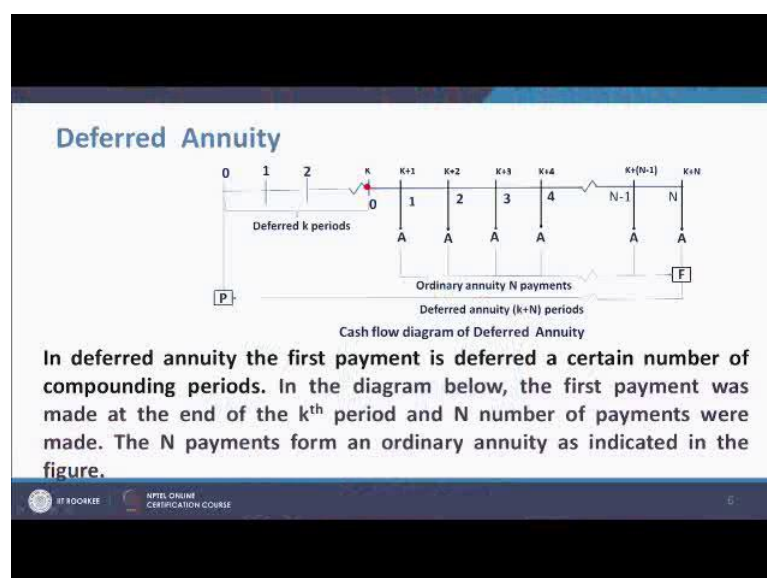 Deferred Annuity
0 1 2 K K+1 K+2 K+3 K+4 K+(N-1) K+N
0 1 2 3 4 N-1 N
Deferred k periods
A A A A A A
Ordinary annuity N payments F
P
Deferred annuity (k+N) periods
Cash flow diagram of Deferred Annuity
In deferred annuity the first payment is deferred a certain number of
compounding periods. In the diagram below, the first payment was
made at the end of the kth period and N number of payments were
made. The N payments form an ordinary annuity as indicated in the
figure.
IIT ROORKEE NPTEL ONLINE
CERTIFICATION COURSE
6